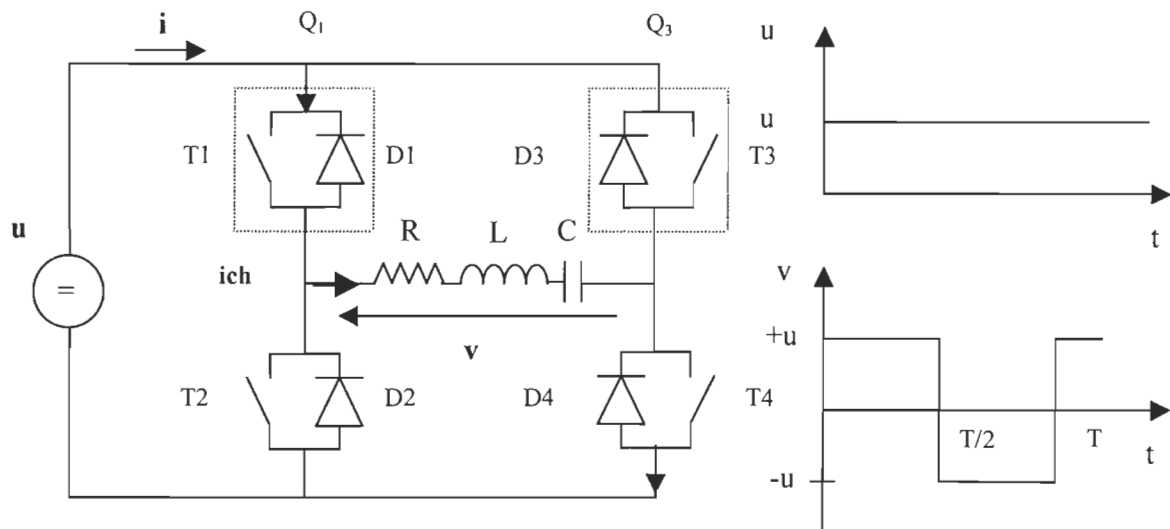 i
Q₁
Q₃
T1
D1
D3
T3
u
=
R
L
C
ich
v
T2
D2
D4
T4
u
u
t
v
+u
T/2
T
t
-u